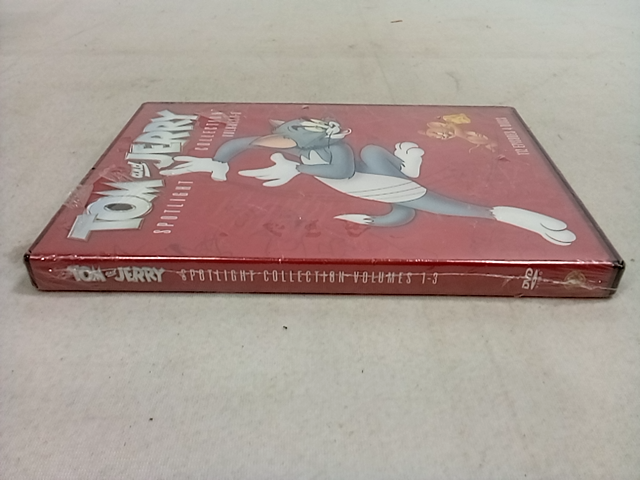 TOM and JERRY
SPOTLIGHT COLLECTION
TOM and JERRY SPOTLIGHT COLLECTION VOLUMES 1-3
DVD